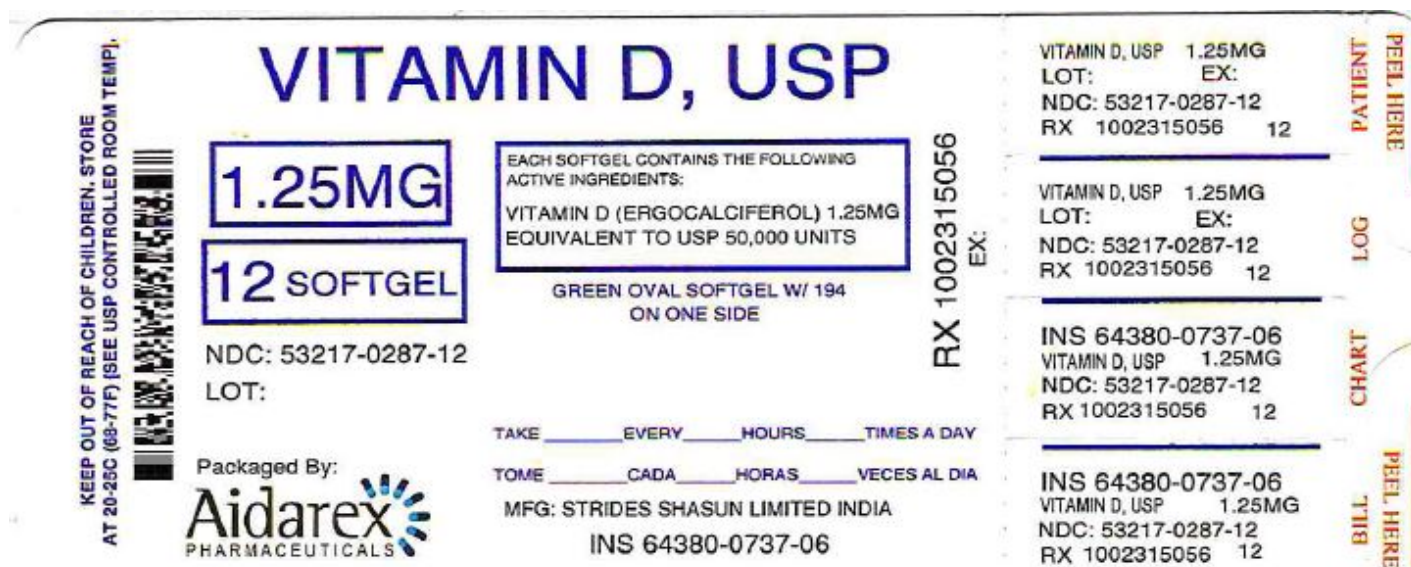 KEEP OUT OF REACH OF CHILDREN. STORE
AT 20-25C (68-77F) [SEE USP CONTROLLED ROOM TEMP].
VITAMIN D, USP
1.25MG
12 SOFTGEL
NDC: 53217-0287-12
LOT:
Packaged By:
Aidarex
PHARMACEUTICALS
EACH SOFTGEL CONTAINS THE FOLLOWING
ACTIVE INGREDIENTS:
VITAMIN D (ERGOCALCIFEROL) 1.25MG
EQUIVALENT TO USP 50,000 UNITS
GREEN OVAL SOFTGEL W/ 194
ON ONE SIDE
TAKE ______EVERY_____HOURS_____TIMES A DAY
TOME ______CADA_____HORAS_____VECES AL DIA
MFG: STRIDES SHASUN LIMITED INDIA
INS 64380-0737-06
RX 1002315056
EX:
VITAMIN D, USP 1.25MG
LOT: EX:
NDC: 53217-0287-12
RX 1002315056 12
PATIENT
PEEL HERE
VITAMIN D, USP 1.25MG
LOT: EX:
NDC: 53217-0287-12
RX 1002315056 12
LOG
INS 64380-0737-06
VITAMIN D, USP 1.25MG
NDC: 53217-0287-12
RX 1002315056 12
CHART
INS 64380-0737-06
VITAMIN D, USP 1.25MG
NDC: 53217-0287-12
RX 1002315056 12
BILL
PEEL HERE